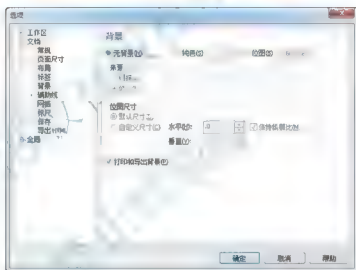 选项
工作区
文档
常规
页面尺寸
布局
标签
背景
辅助线
网格
标尺
保存
导出HTML
全局
背景
无背景(N) 纯色(S) 位图(B)
来源
位图尺寸
默认尺寸
自定义尺寸(C) 水平(H): 保持纵横比例
垂直(V):
打印和导出背景(P)
确定 取消 帮助